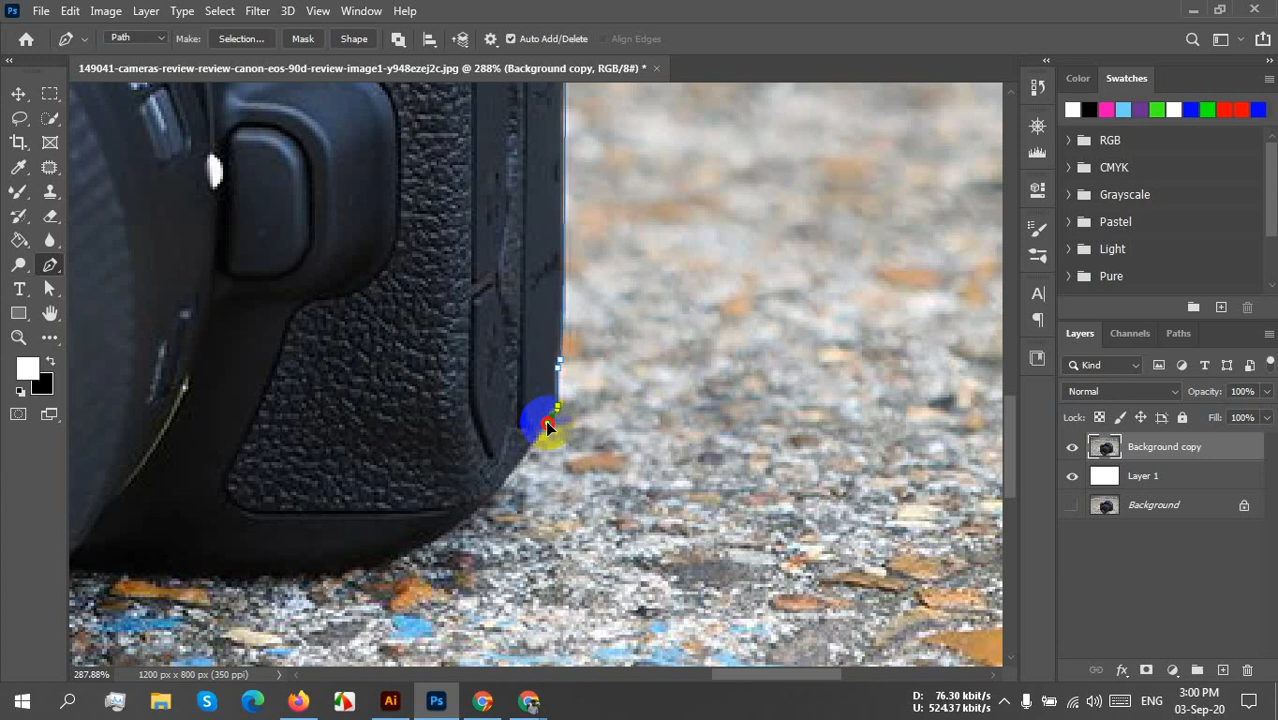 Ps File Edit Image Layer Type Select Filter 3D View Window Help
Path Make: Selection... Mask Shape Auto Add/Delete Align Edges
149041-cameras-review-review-canon-eos-90d-review-image1-y948ezej2c.jpg @ 288% (Background copy, RGB/8#) * ×
Color Swatches
RGB
CMYK
Grayscale
Pastel
Light
Pure
Layers Channels Paths
Kind
Normal Opacity: 100%
Lock: Fill: 100%
Background copy
Layer 1
Background
287.88% 1200 px x 800 px (350 ppi)
Ai Ps
D: 76.30 kbit/s
U: 524.37 kbit/s
ENG
3:00 PM
03-Sep-20